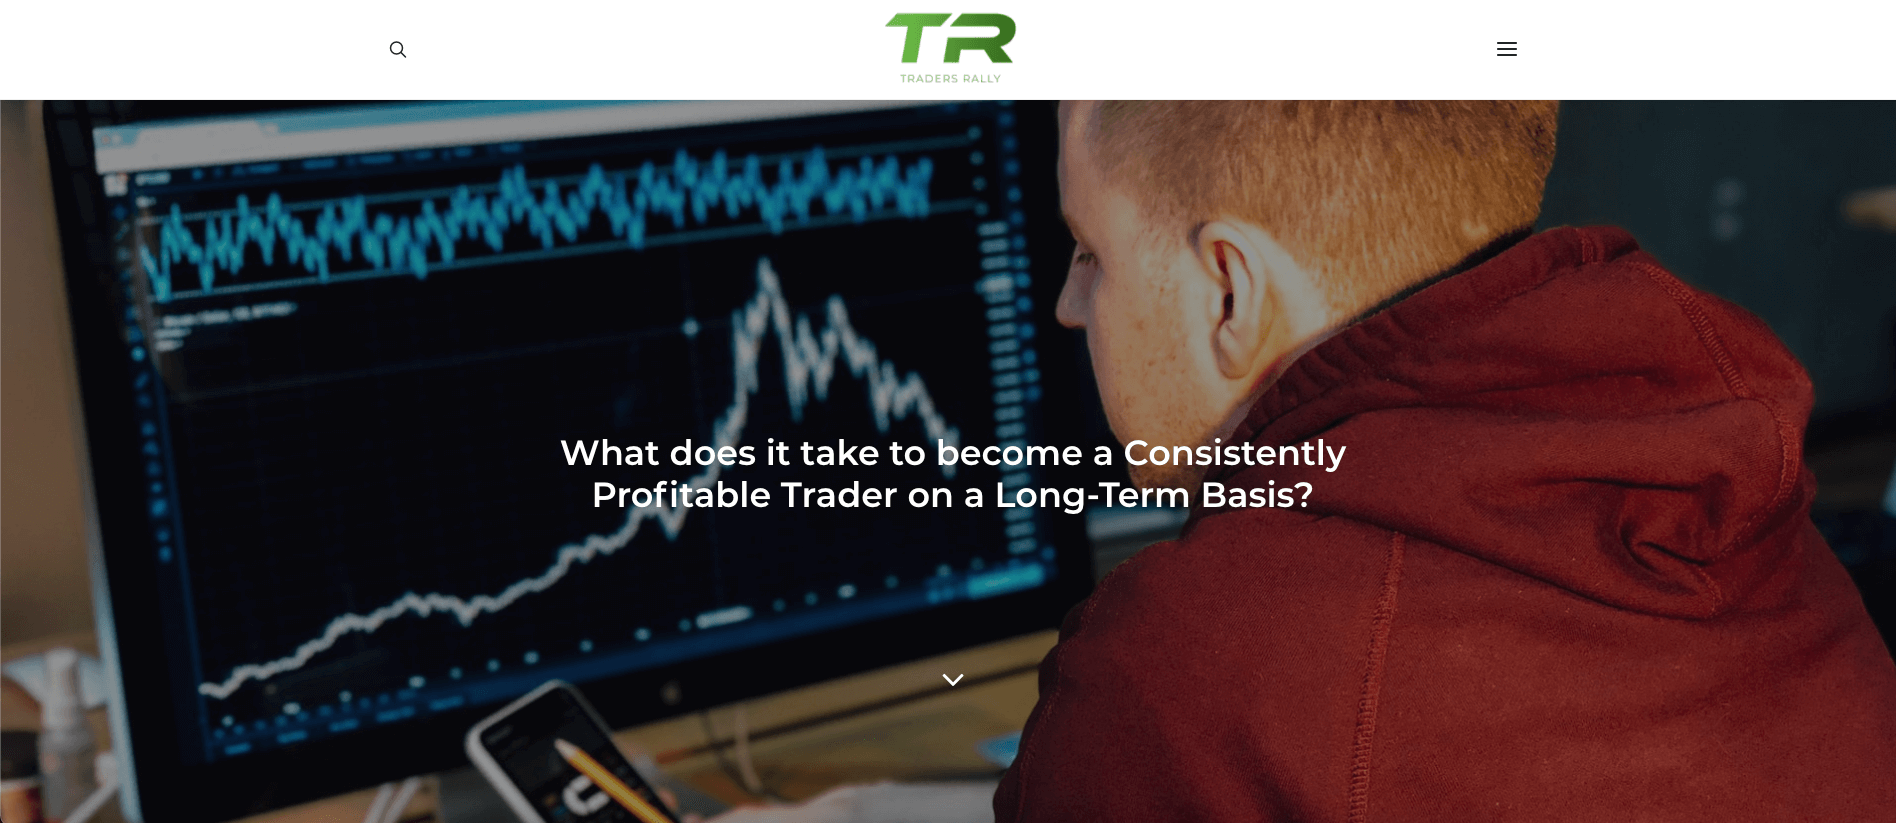 TR
TRADERS RALLY
What does it take to become a Consistently
Profitable Trader on a Long-Term Basis?